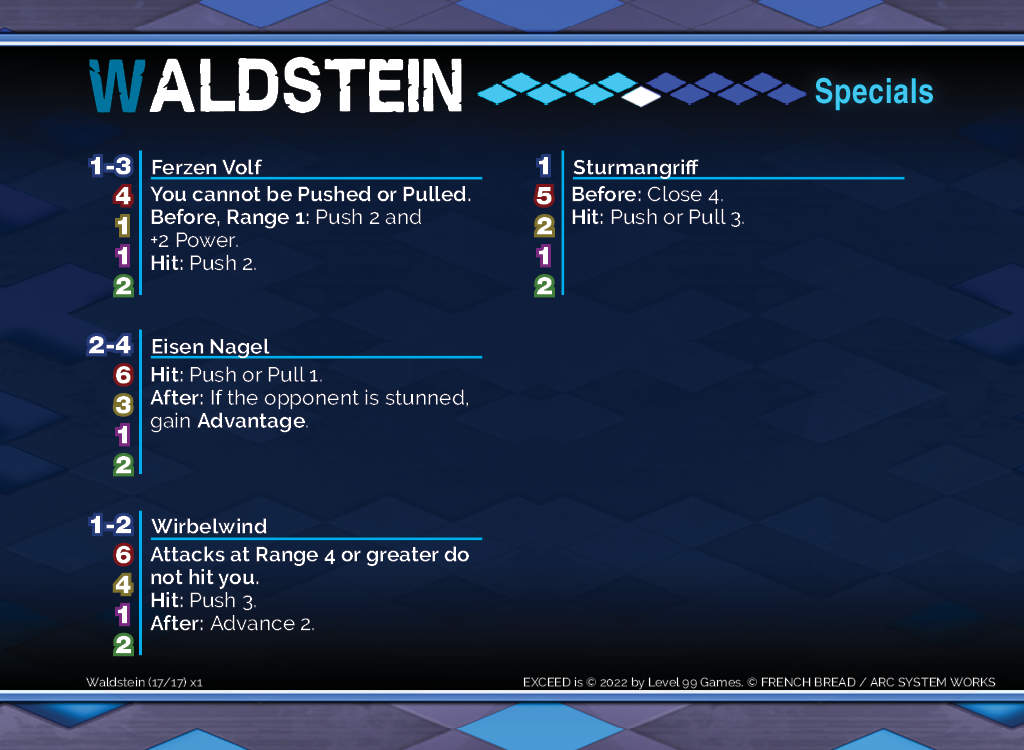 WALDSTEIN
Specials
1-3
Ferzen Volf
4
You cannot be Pushed or Pulled.
1
Before, Range 1: Push 2 and
+2 Power.
1
Hit: Push 2.
2
2-4
Eisen Nagel
6
Hit: Push or Pull 1.
3
After: If the opponent is stunned,
gain Advantage.
1
2
1-2
Wirbelwind
6
Attacks at Range 4 or greater do
not hit you.
4
Hit: Push 3.
1
After: Advance 2.
2
1
Sturmangriff
5
Before: Close 4.
2
Hit: Push or Pull 3.
1
2
Waldstein (17/17) x1
EXCEED is © 2022 by Level 99 Games. © FRENCH BREAD / ARC SYSTEM WORKS